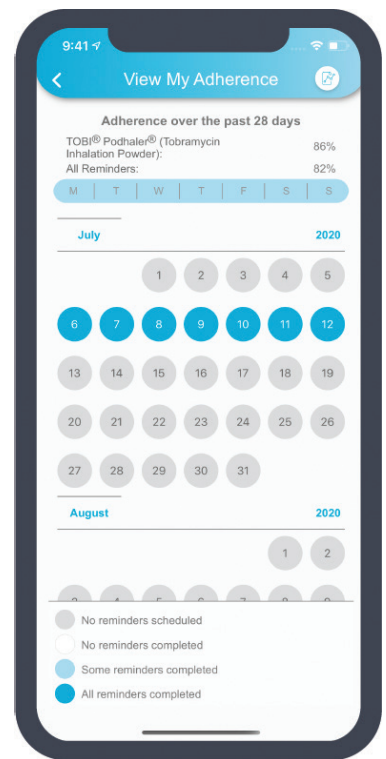 9:41
View My Adherence
Adherence over the past 28 days
TOBI® Podhaler® (Tobramycin
Inhalation Powder): 86%
All Reminders: 82%
M T W T F S S
July 2020
1 2 3 4 5
6 7 8 9 10 11 12
13 14 15 16 17 18 19
20 21 22 23 24 25 26
27 28 29 30 31
August 2020
1 2
No reminders scheduled
No reminders completed
Some reminders completed
All reminders completed